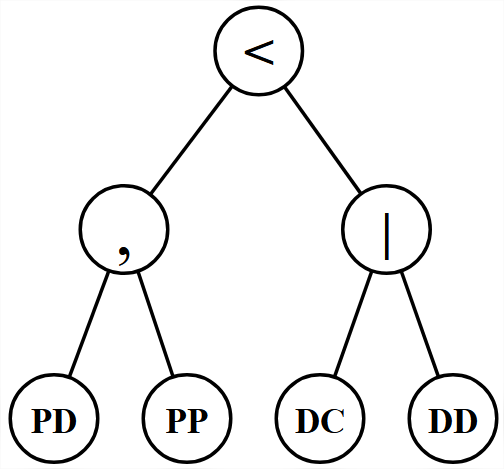 <
, |
PD PP DC DD